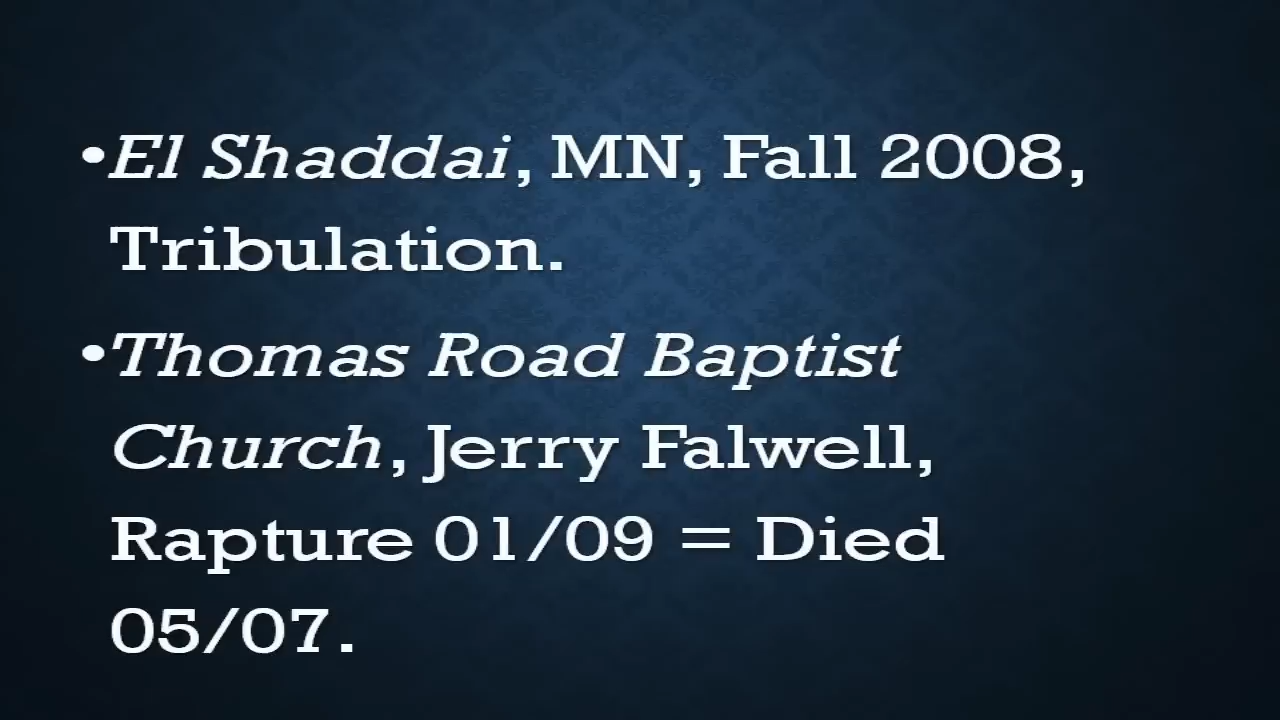 •El Shaddai, MN, Fall 2008,
Tribulation.
•Thomas Road Baptist
Church, Jerry Falwell,
Rapture 01/09 = Died
05/07.